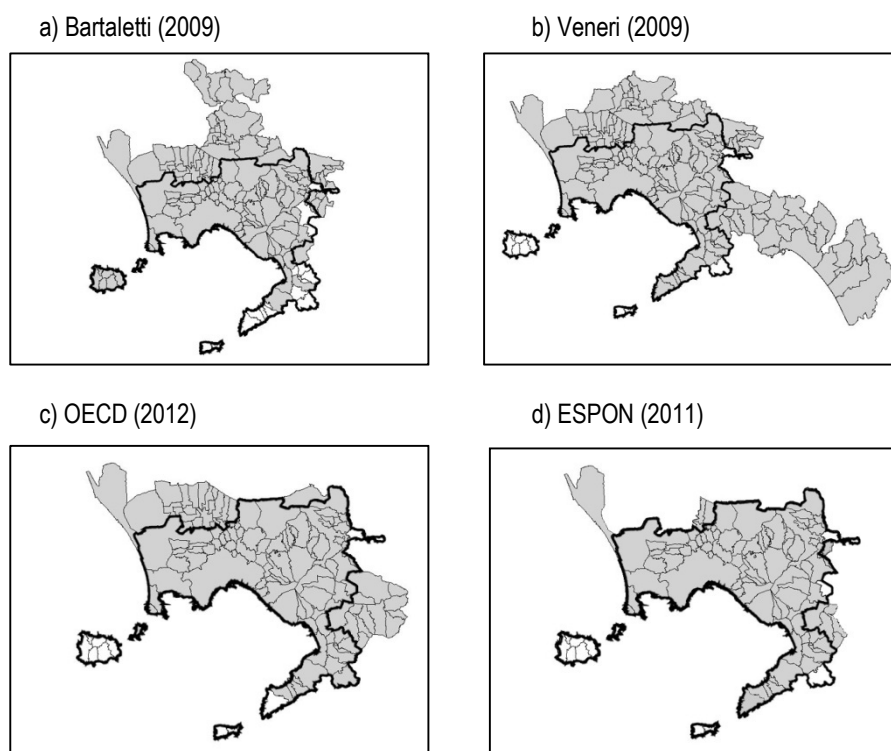 a) Bartaletti (2009)
b) Veneri (2009)
c) OECD (2012)
d) ESPON (2011)